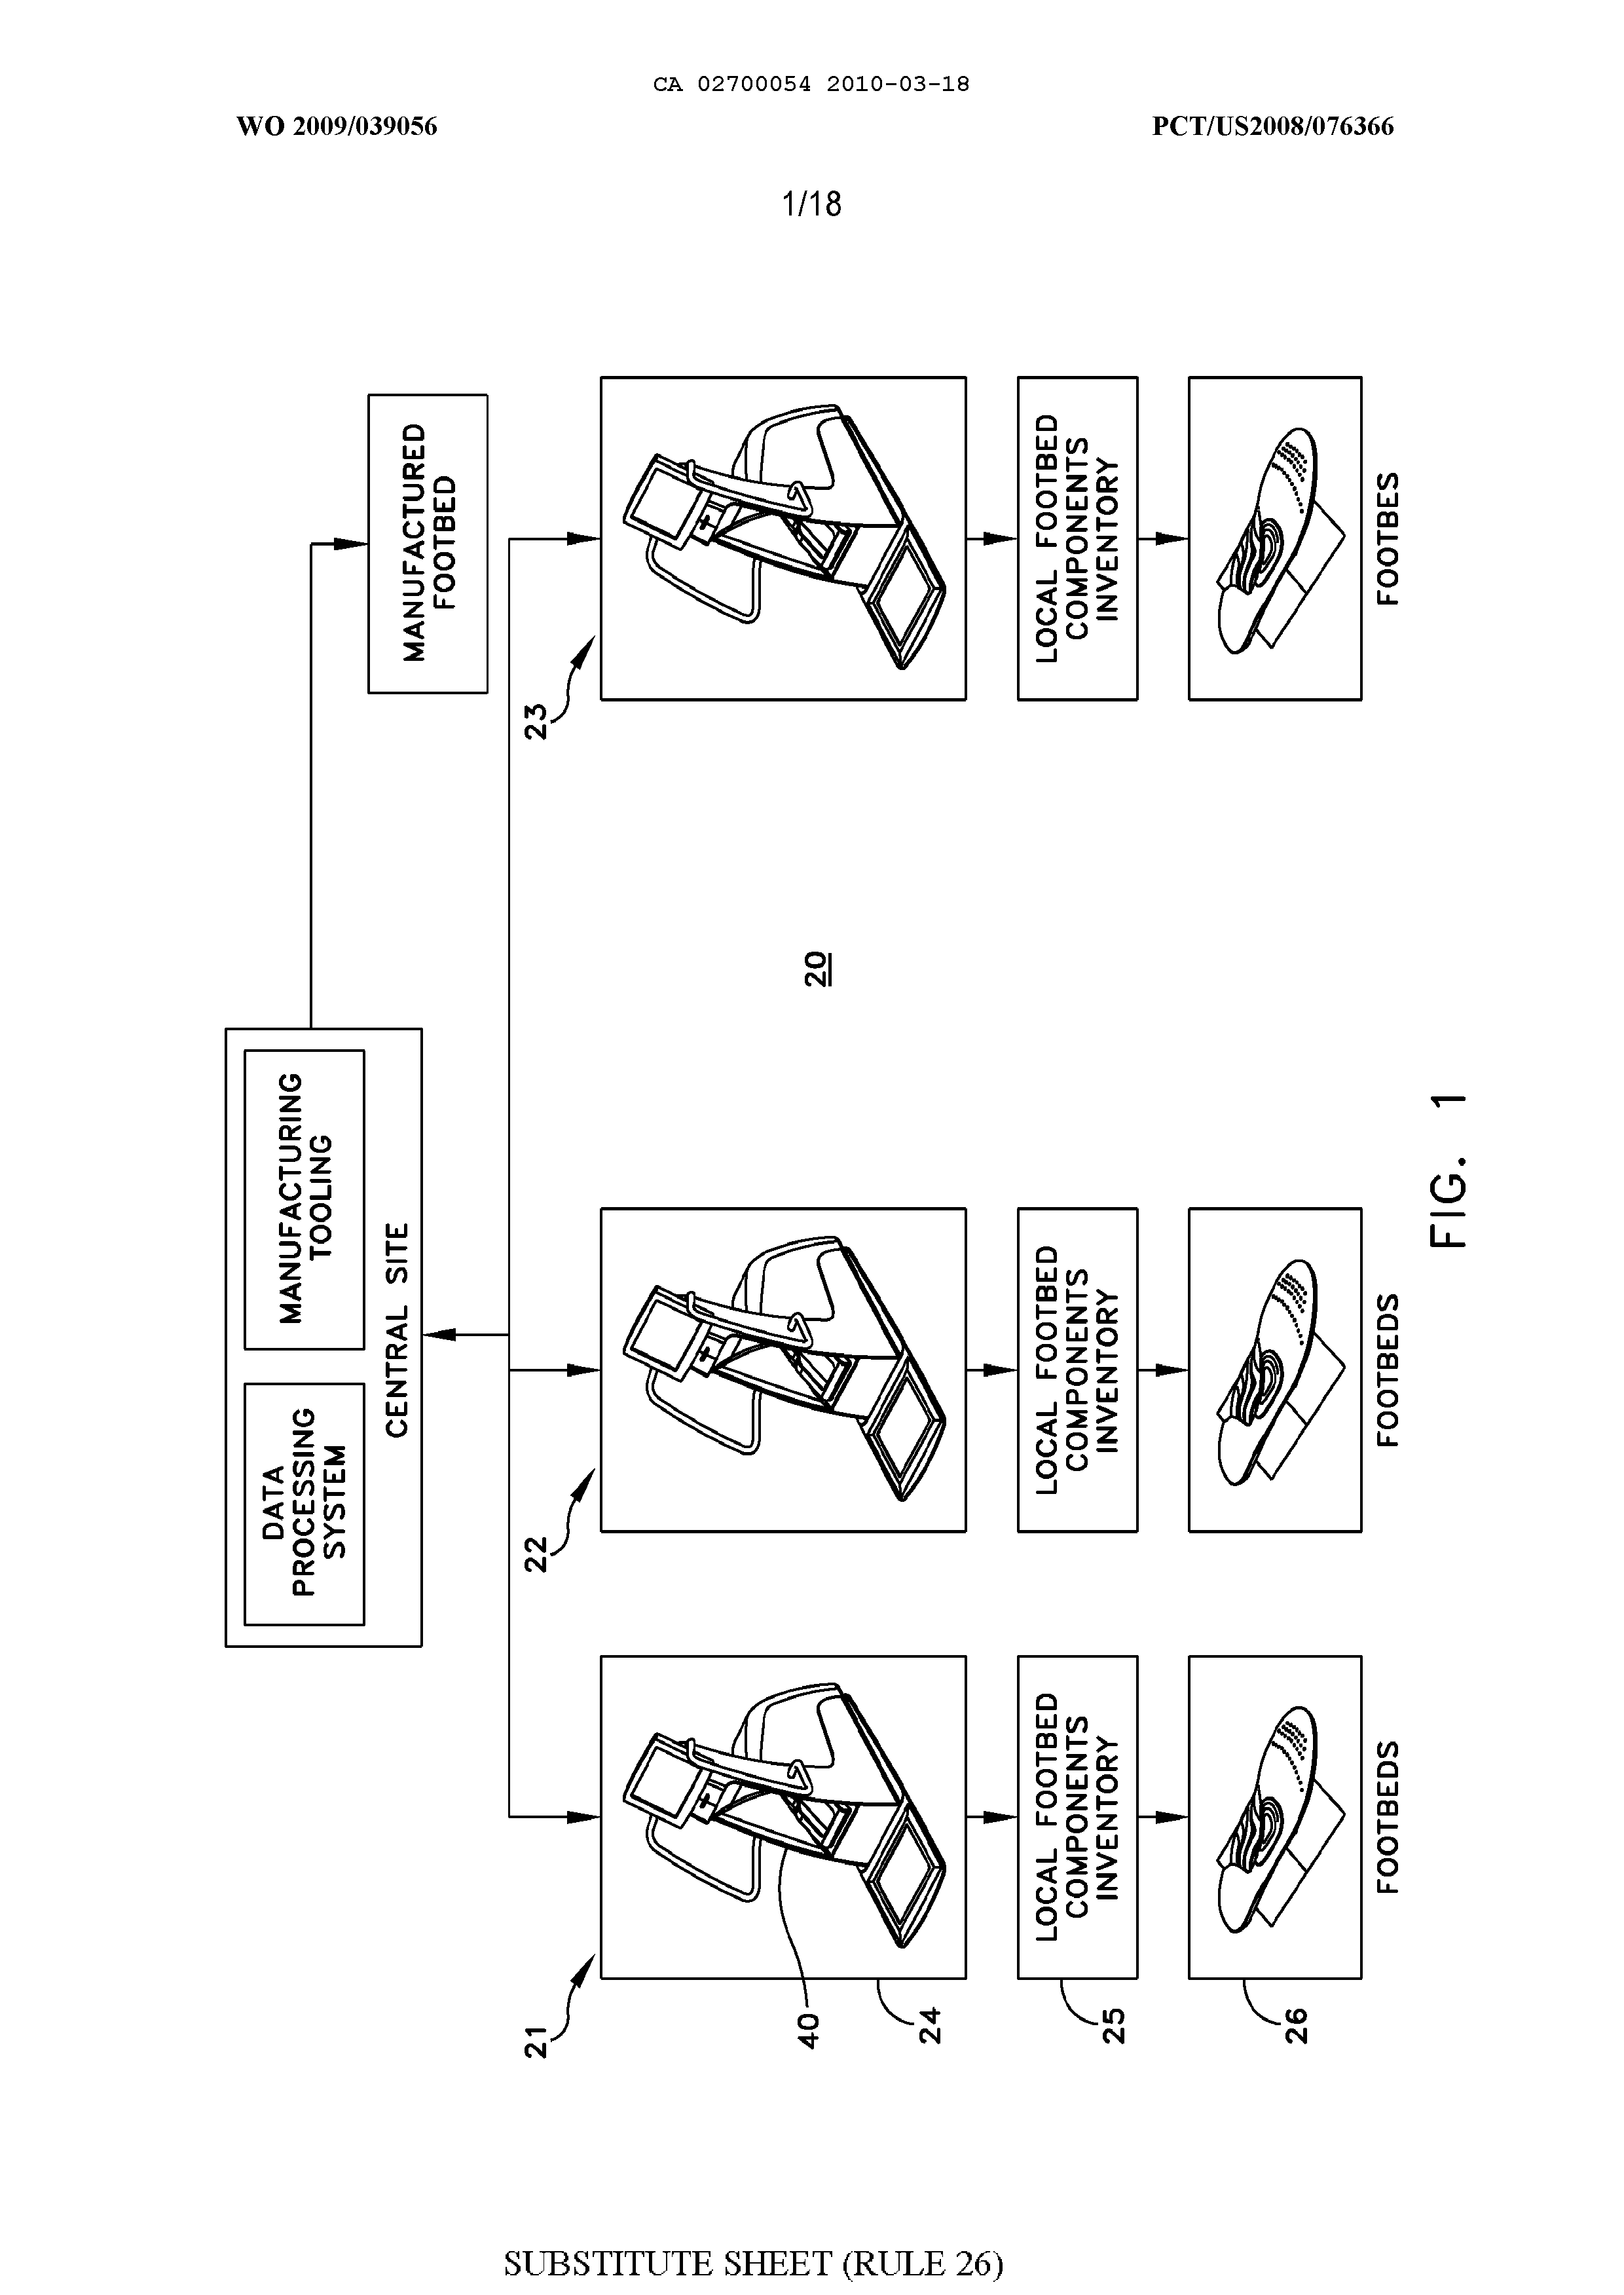 CA 02700054 2010-03-18
WO 2009/039056
PCT/US2008/076366
1/18
DATA
PROCESSING
SYSTEM
MANUFACTURING
TOOLING
CENTRAL SITE
MANUFACTURED
FOOTBED
21
22
23
40
24
20
LOCAL FOOTBED
COMPONENTS
INVENTORY
25
LOCAL FOOTBED
COMPONENTS
INVENTORY
LOCAL FOOTBED
COMPONENTS
INVENTORY
26
FOOTBEDS
FOOTBEDS
FOOTBES
FIG. 1
SUBSTITUTE SHEET (RULE 26)